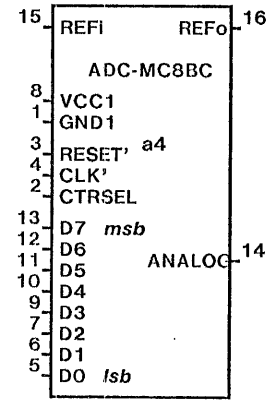 15 REFi REFo 16
ADC-MC8BC
8 VCC1
1 GND1
3 RESET' a4
4 CLK'
2 CTRSEL
13 D7 msb
12 D6
11 D5 ANALOG 14
10 D4
9 D3
7 D2
6 D1
5 D0 lsb